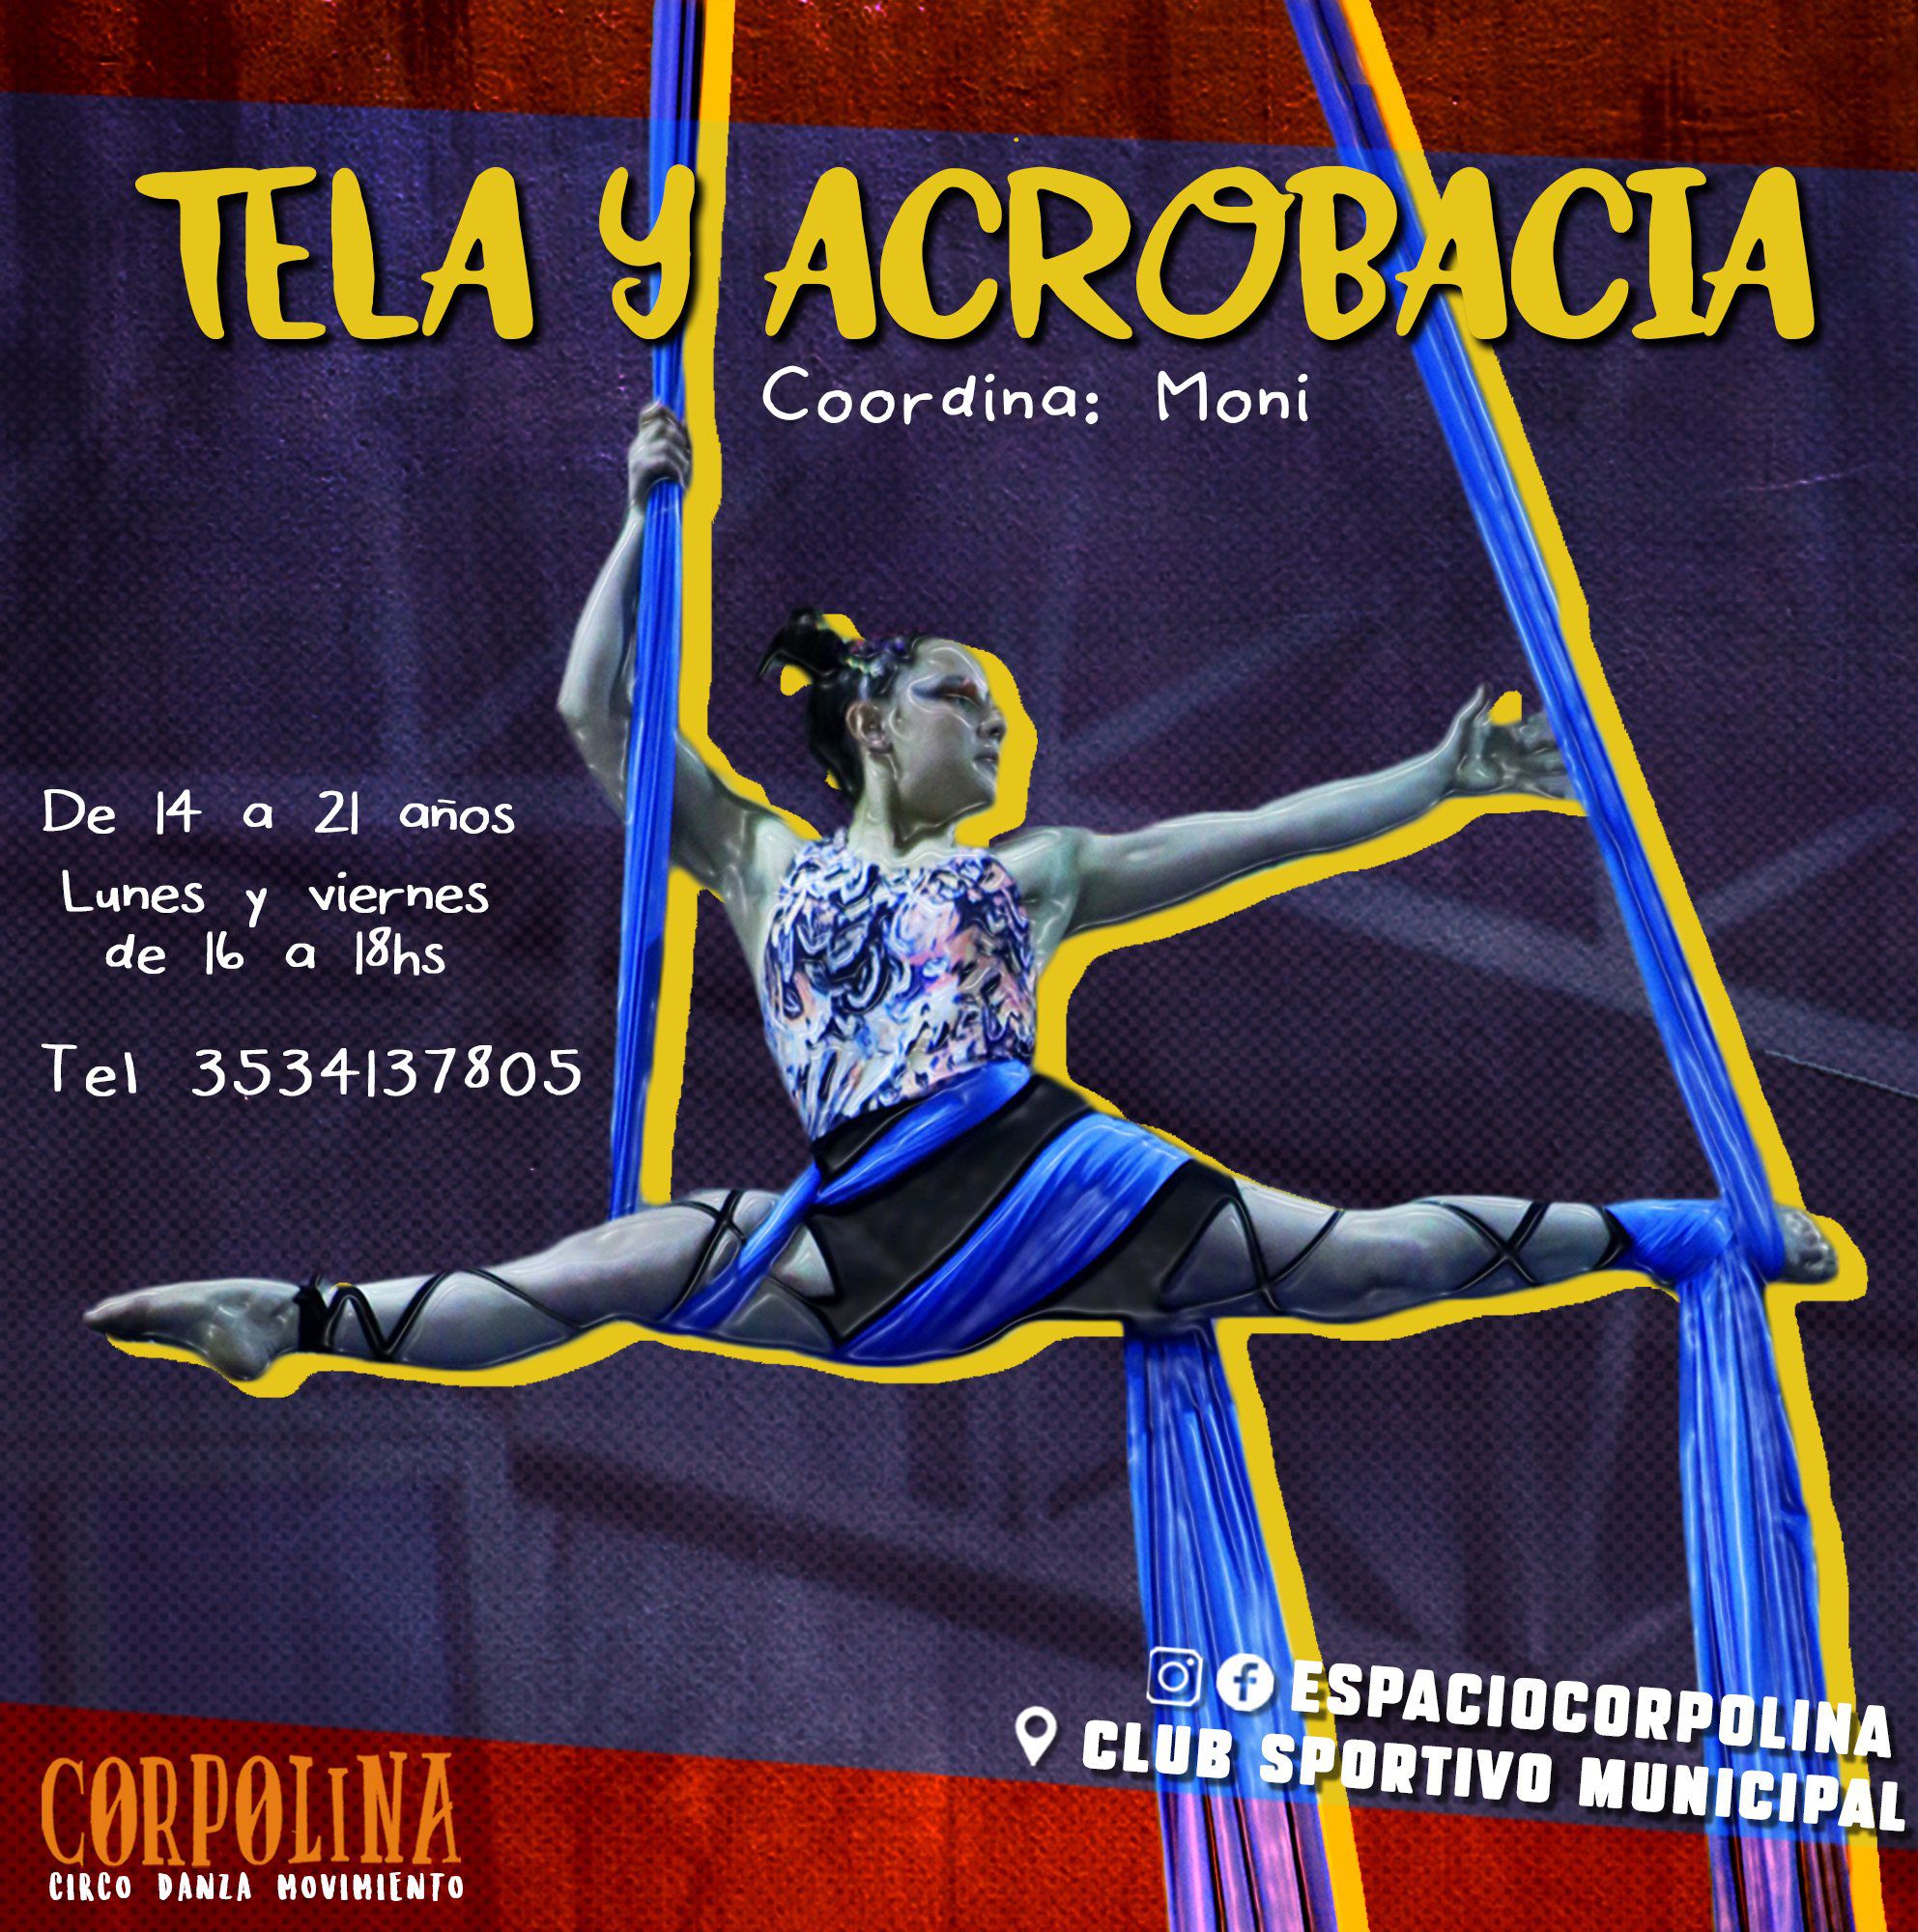 TELA Y ACROBACIA
Coordina: Moni
De 14 a 21 años
Lunes y viernes
de 16 a 18hs
Tel 3534137805
ESPACIOCORPOLINA
CLUB SPORTIVO MUNICIPAL
CORPOLiNA
CIRCO DANZA MOVIMIENTO